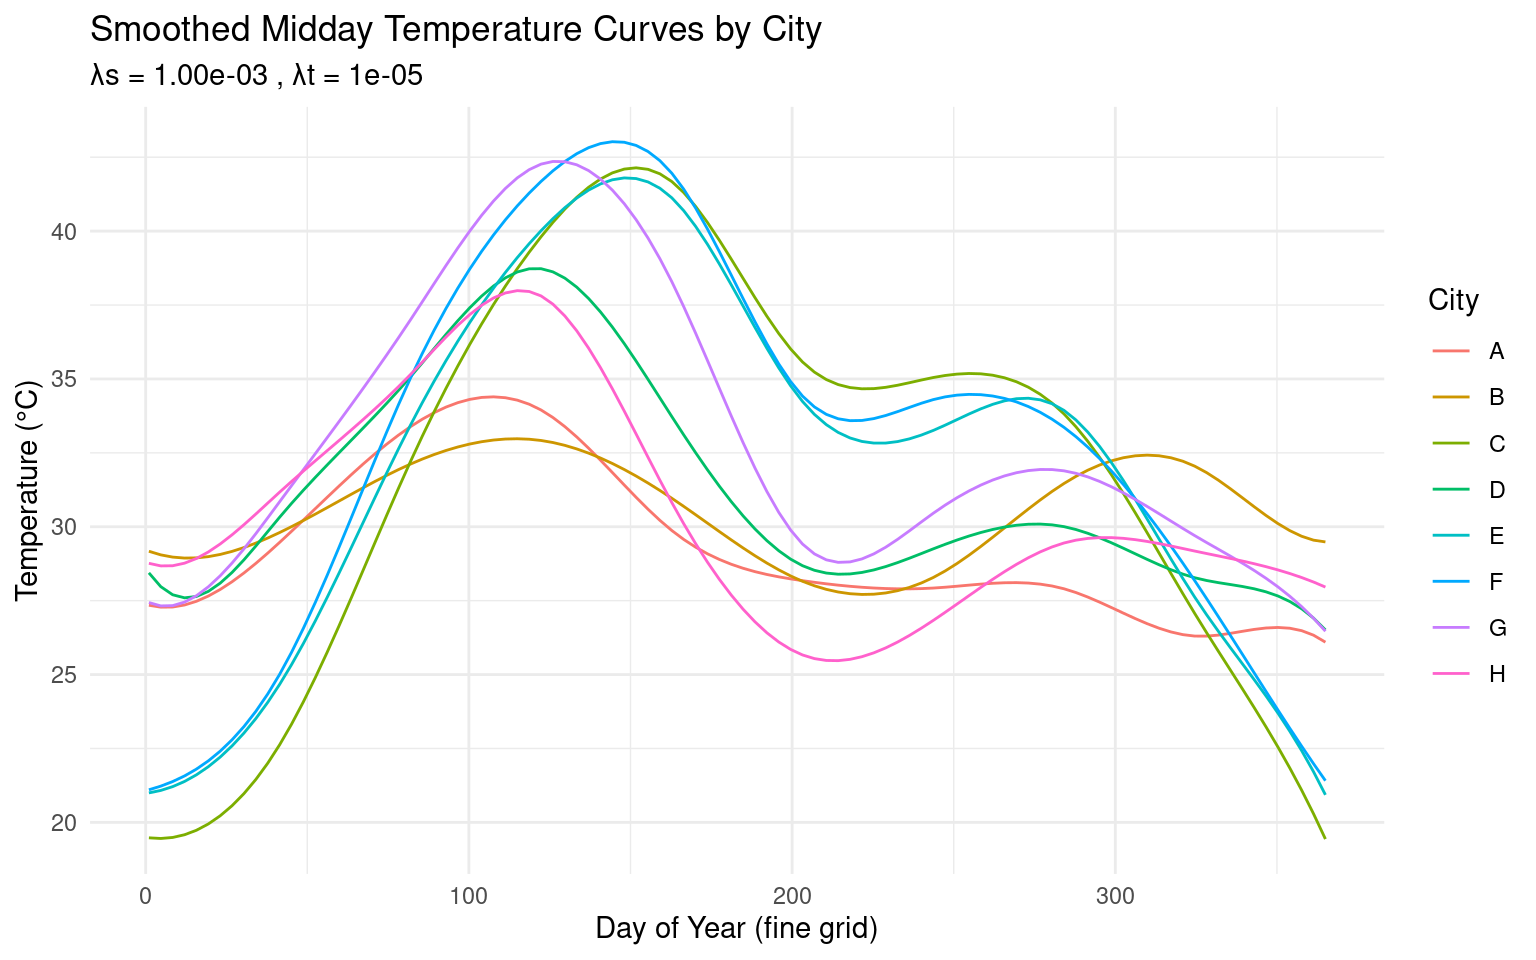 Smoothed Midday Temperature Curves by City
λs = 1.00e-03 , λt = 1e-05
Temperature (°C)
40
35
30
25
20
0
100
200
300
Day of Year (fine grid)
City
A
B
C
D
E
F
G
H